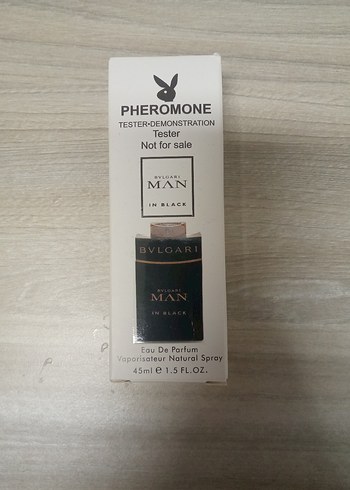 PHEROMONE
TESTER•DEMONSTRATION
Tester
Not for sale
BVLGARI
MAN
IN BLACK
BVLGARI
BVLGARI
MAN
IN BLACK
Eau De Parfum
Vaporisateur Natural Spray
45ml e 1.5 FL.OZ.